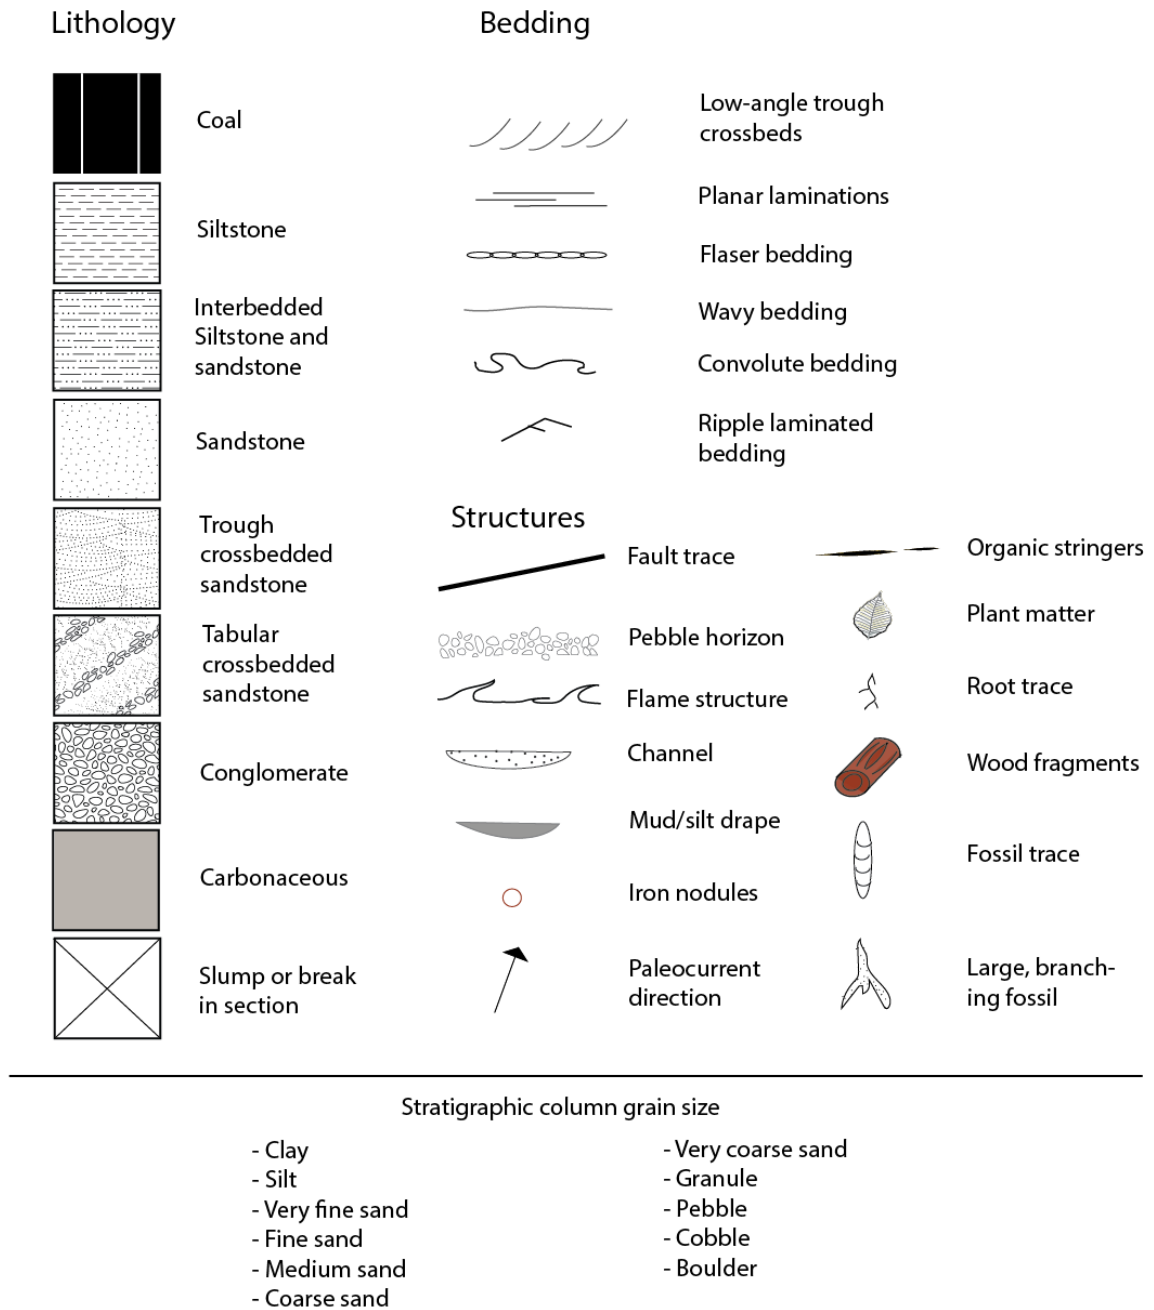 Lithology
Coal
Siltstone
Interbedded
Siltstone and
sandstone
Sandstone
Trough
crossbedded
sandstone
Tabular
crossbedded
sandstone
Conglomerate
Carbonaceous
Slump or break
in section
Bedding
Low-angle trough
crossbeds
Planar laminations
Flaser bedding
Wavy bedding
Convolute bedding
Ripple laminated
bedding
Structures
Fault trace
Pebble horizon
Flame structure
Channel
Mud/silt drape
Iron nodules
Paleocurrent
direction
Organic stringers
Plant matter
Root trace
Wood fragments
Fossil trace
Large, branch-
ing fossil
Stratigraphic column grain size
- Clay
- Silt
- Very fine sand
- Fine sand
- Medium sand
- Coarse sand
- Very coarse sand
- Granule
- Pebble
- Cobble
- Boulder